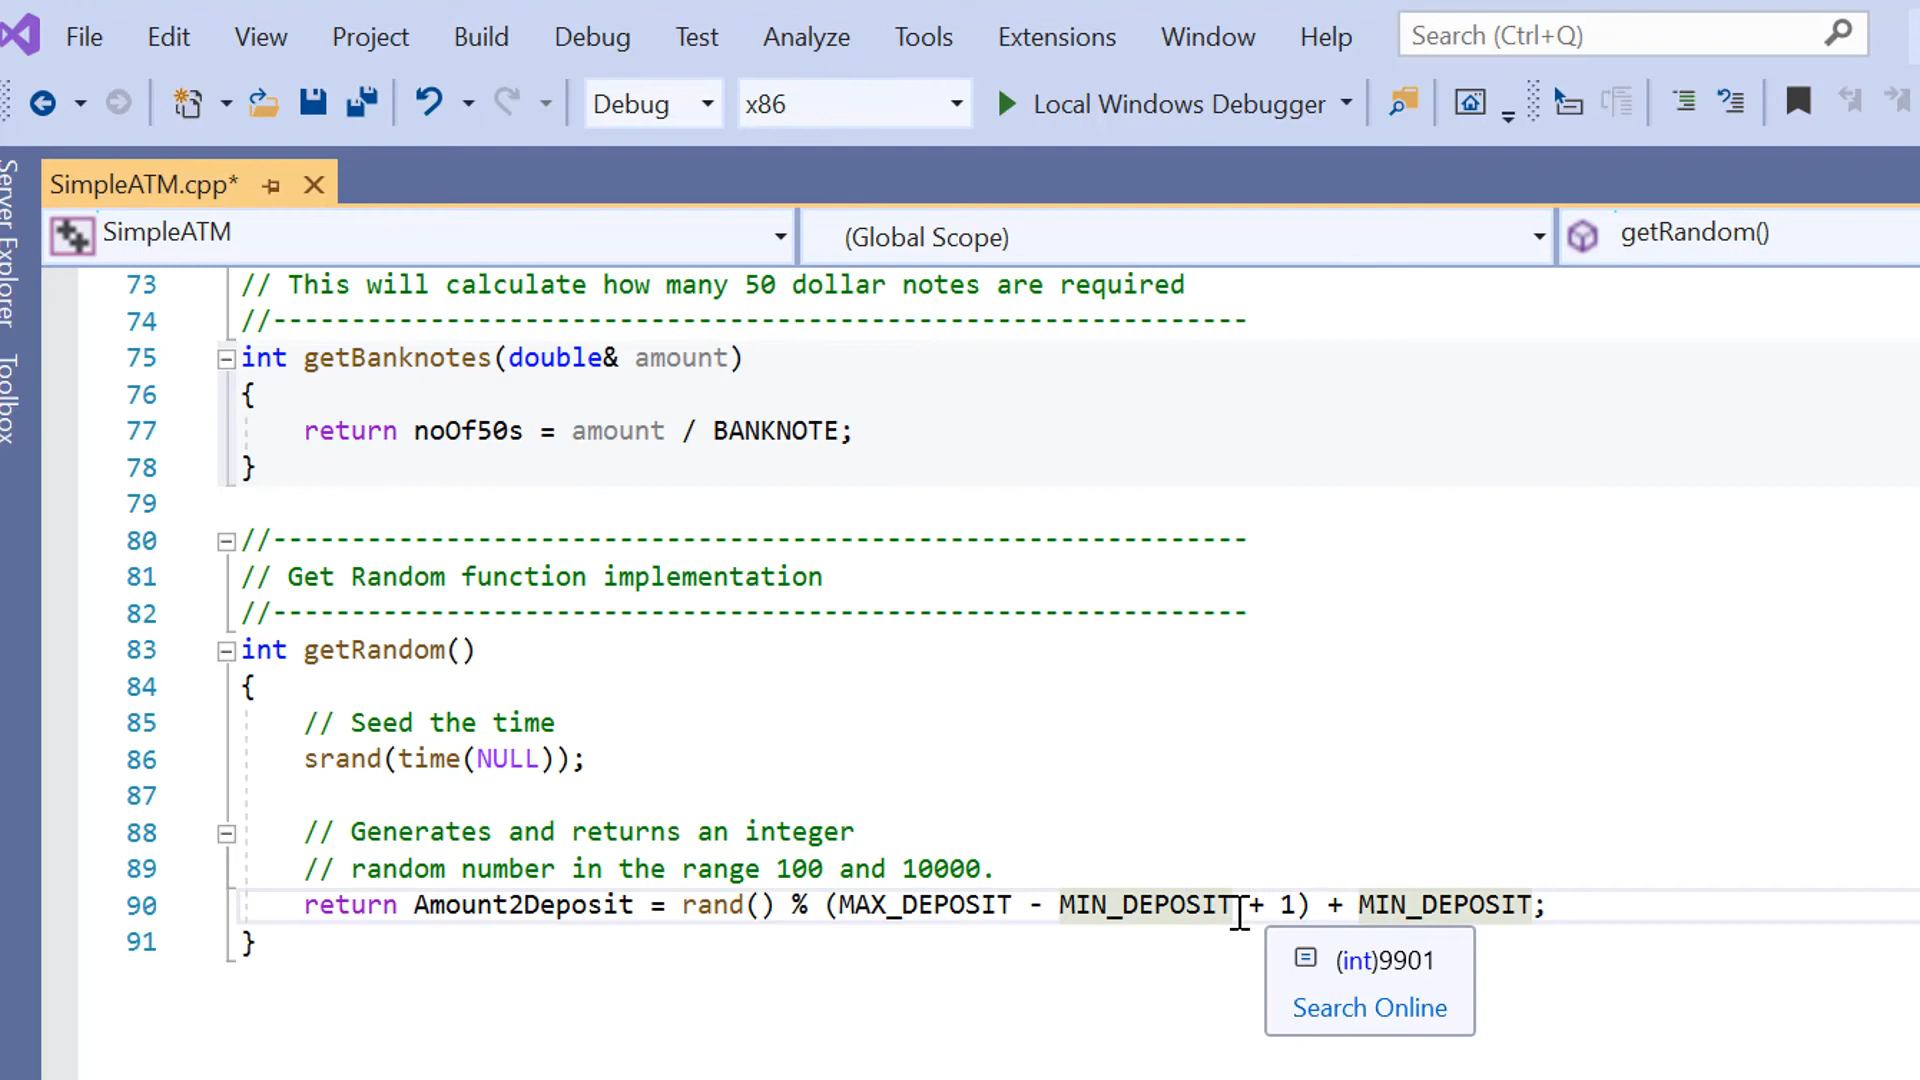 File Edit View Project Build Debug Test Analyze Tools Extensions Window Help Search (Ctrl+Q)
Debug x86 Local Windows Debugger
Server Explorer
Toolbox
SimpleATM.cpp*
SimpleATM (Global Scope) getRandom()
73 // This will calculate how many 50 dollar notes are required
74 //--------------------------------------------------------------
75 int getBanknotes(double& amount)
76 {
77 return noOf50s = amount / BANKNOTE;
78 }
79
80 //--------------------------------------------------------------
81 // Get Random function implementation
82 //--------------------------------------------------------------
83 int getRandom()
84 {
85 // Seed the time
86 srand(time(NULL));
87
88 // Generates and returns an integer
89 // random number in the range 100 and 10000.
90 return Amount2Deposit = rand() % (MAX_DEPOSIT - MIN_DEPOSIT + 1) + MIN_DEPOSIT;
91 }
(int)9901
Search Online